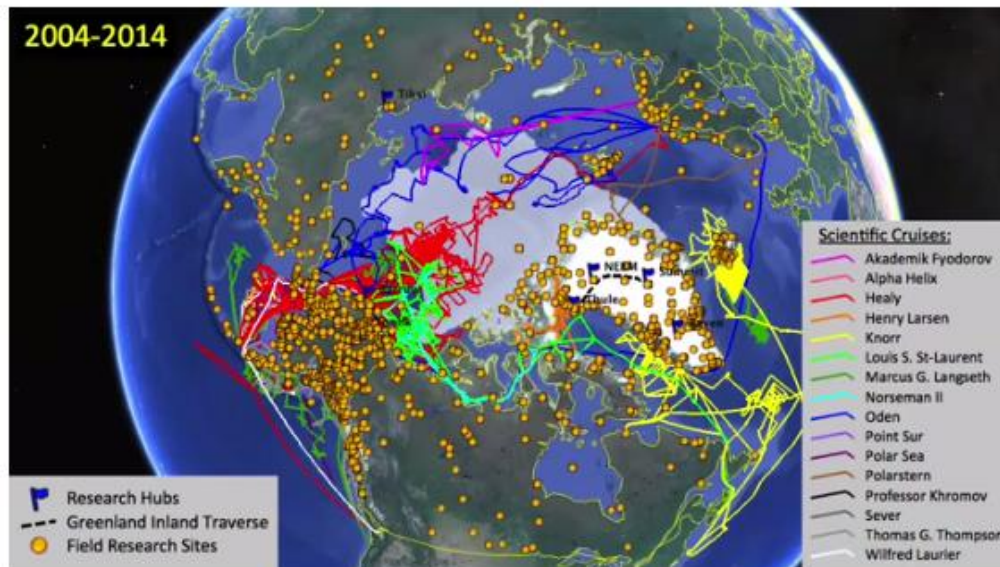 2004-2014
Tiksi
NEEM
Summit
Thule
Scientific Cruises:
Akademik Fyodorov
Alpha Helix
Healy
Henry Larsen
Knorr
Louis S. St-Laurent
Marcus G. Langseth
Norseman II
Oden
Point Sur
Polar Sea
Polarstern
Professor Khromov
Sever
Thomas G. Thompson
Wilfred Laurier
Research Hubs
Greenland Inland Traverse
Field Research Sites